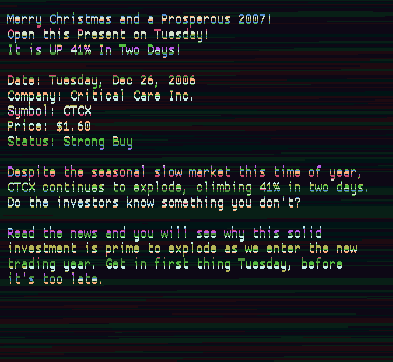 Merry Christmas and a Prosperous 2007!
Open this Present on Tuesday!
It is UP 41% In Two Days!
Date: Tuesday, Dec 26, 2006
Company: Critical Care Inc.
Symbol: CTCX
Price: $1.60
Status: Strong Buy
Despite the seasonal slow market this time of year,
CTCX continues to explode, climbing 41% in two days.
Do the investors know something you don't?
Read the news and you will see why this solid
investment is prime to explode as we enter the new
trading year. Get in first thing Tuesday, before
it's too late.